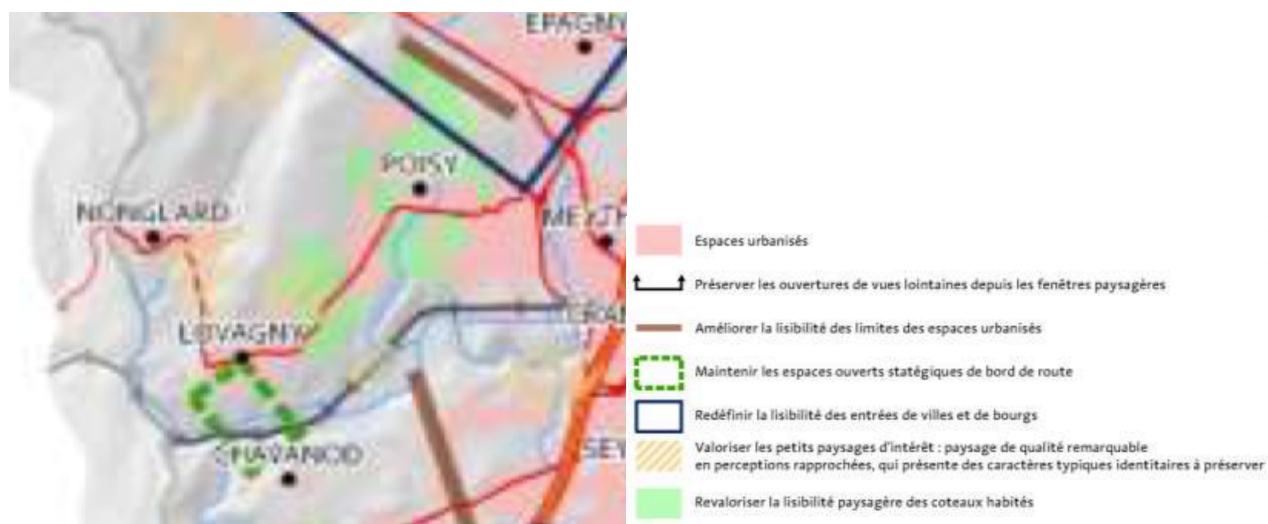 EPAGNY
POISY
NONGLARD
MEYTH
CRAN
LOVAGNY
CHAVANOD
SEY
Espaces urbanisés
Préserver les ouvertures de vues lointaines depuis les fenêtres paysagères
Améliorer la lisibilité des limites des espaces urbanisés
Maintenir les espaces ouverts statégiques de bord de route
Redéfinir la lisibilité des entrées de villes et de bourgs
Valoriser les petits paysages d'intérêt : paysage de qualité remarquable
en perceptions rapprochées, qui présente des caractères typiques identitaires à préserver
Revaloriser la lisibilité paysagère des coteaux habités